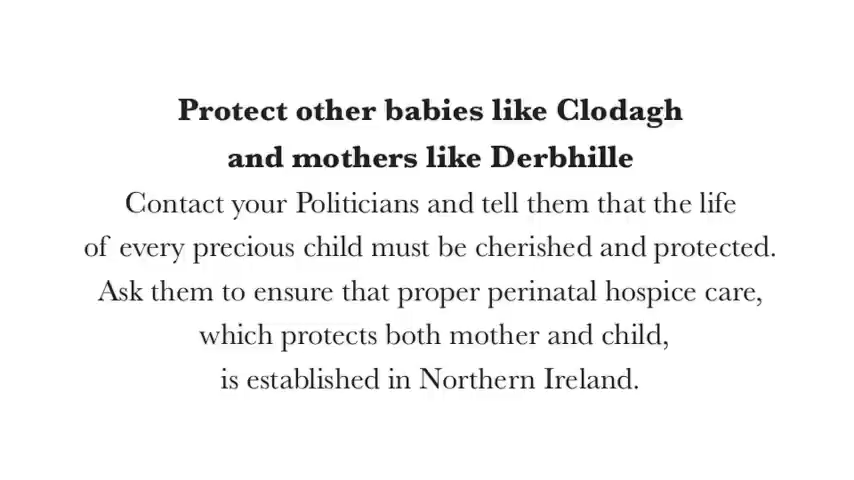 Protect other babies like Clodagh
and mothers like Derbhille
Contact your Politicians and tell them that the life
of every precious child must be cherished and protected.
Ask them to ensure that proper perinatal hospice care,
which protects both mother and child,
is established in Northern Ireland.